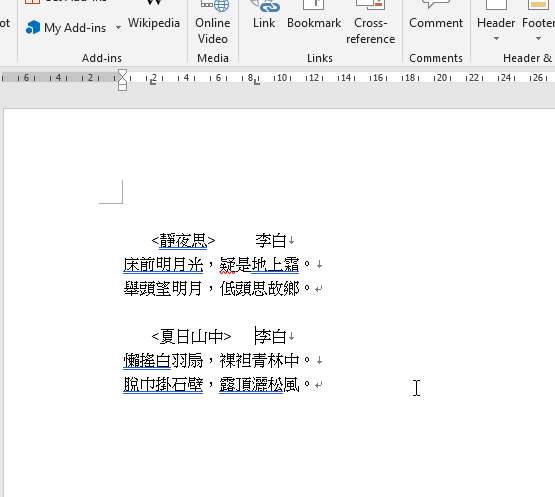 My Add-ins
Wikipedia
Online
Video
Link
Bookmark
Cross-
reference
Comment
Header
Footer
Add-ins
Media
Links
Comments
Header &
6 4 2 2 4 6 8 10 12 14 16 18 20 22 24 26
<靜夜思> 李白
床前明月光，疑是地上霜。
舉頭望明月，低頭思故鄉。
<夏日山中> 李白
懶搖白羽扇，裸袒青林中。
脫巾掛石壁，露頂灑松風。